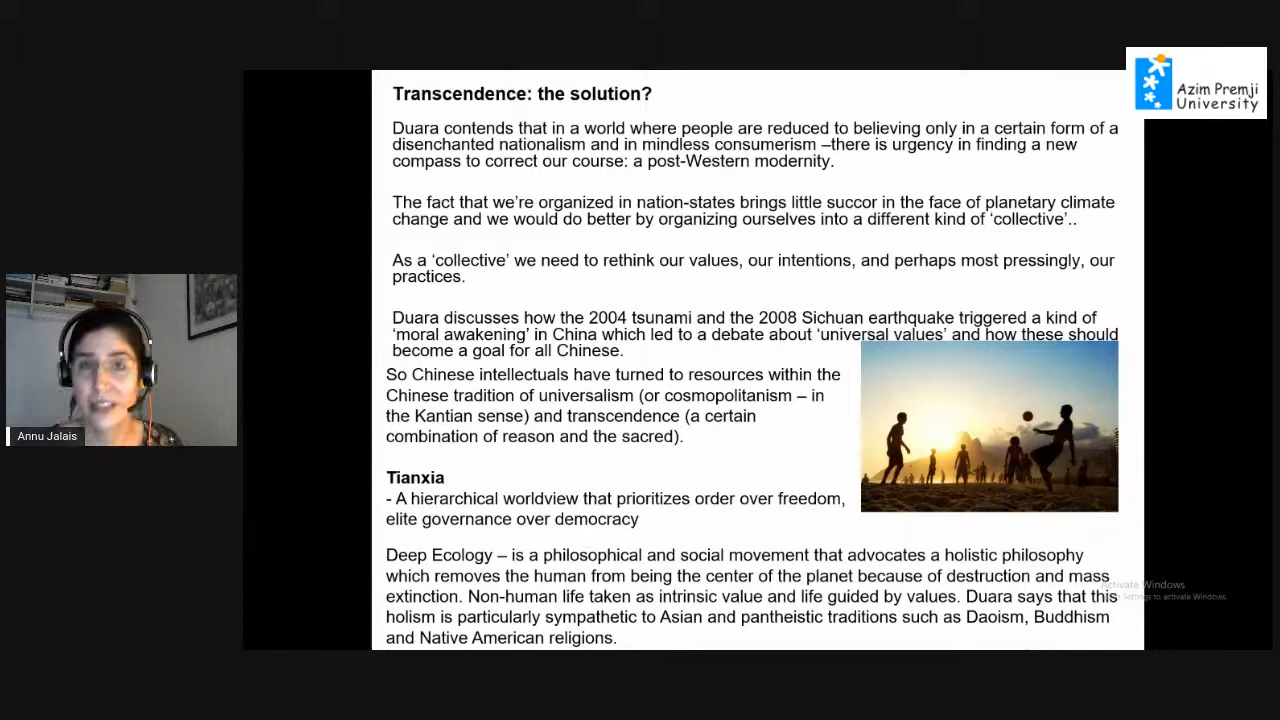 Azim Premji
University
Transcendence: the solution?
Duara contends that in a world where people are reduced to believing only in a certain form of a
disenchanted nationalism and in mindless consumerism –there is urgency in finding a new
compass to correct our course: a post-Western modernity.
The fact that we're organized in nation-states brings little succor in the face of planetary climate
change and we would do better by organizing ourselves into a different kind of ‘collective’..
As a ‘collective’ we need to rethink our values, our intentions, and perhaps most pressingly, our
practices.
Duara discusses how the 2004 tsunami and the 2008 Sichuan earthquake triggered a kind of
‘moral awakening’ in China which led to a debate about ‘universal values’ and how these should
become a goal for all Chinese.
So Chinese intellectuals have turned to resources within the
Chinese tradition of universalism (or cosmopolitanism – in
the Kantian sense) and transcendence (a certain
combination of reason and the sacred).
Tianxia
- A hierarchical worldview that prioritizes order over freedom,
elite governance over democracy
Deep Ecology – is a philosophical and social movement that advocates a holistic philosophy
which removes the human from being the center of the planet because of destruction and mass
extinction. Non-human life taken as intrinsic value and life guided by values. Duara says that this
holism is particularly sympathetic to Asian and pantheistic traditions such as Daoism, Buddhism
and Native American religions.
Annu Jalais
Activate Windows
Settings to activate Windows.